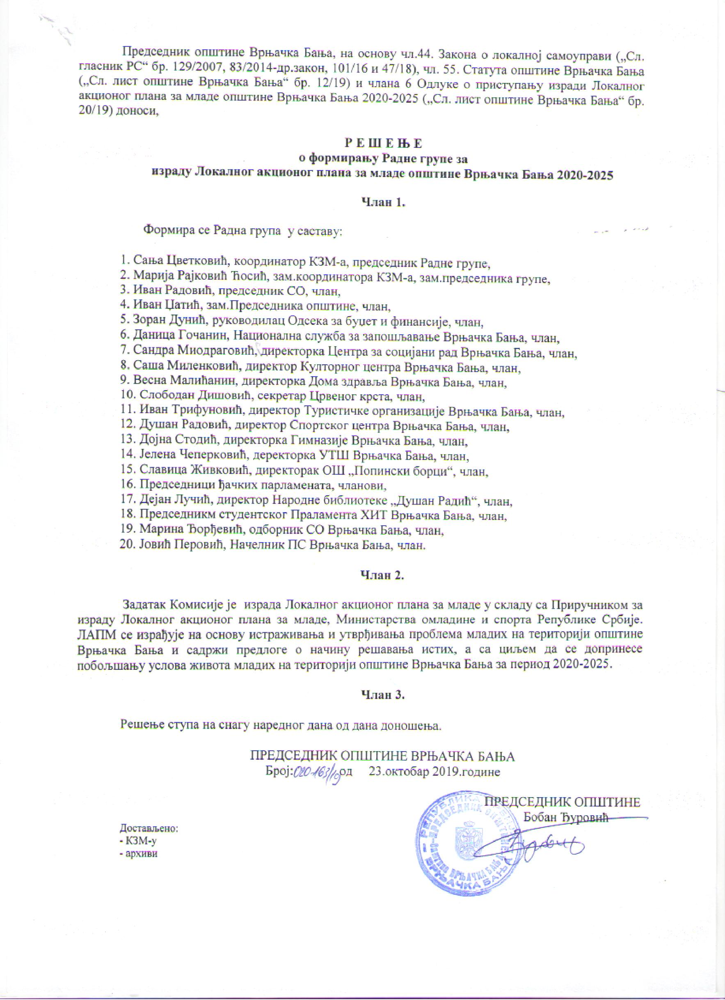 Председник општине Врњачка Бања, на основу чл.44. Закона о локалној самоуправи („Сл.
гласник РС“ бр. 129/2007, 83/2014-др.закон, 101/16 и 47/18), чл. 55. Статута општине Врњачка Бања
(„Сл. лист општине Врњачка Бања“ бр. 12/19) и члана 6 Одлуке о приступању изради Локалног
акционог плана за младе општине Врњачка Бања 2020-2025 („Сл. лист општине Врњачка Бања“ бр.
20/19) доноси,
Р Е Ш Е Њ Е
о формирању Радне групе за
израду Локалног акционог плана за младе општине Врњачка Бања 2020-2025
Члан 1.
Формира се Радна група у саставу:
1. Сања Цветковић, координатор КЗМ-а, председник Радне групе,
2. Марија Рајковић Ћосић, зам.координатора КЗМ-а, зам.председника групе,
3. Иван Радовић, председник СО, члан,
4. Иван Џатић, зам.Председника општине, члан,
5. Зоран Дунић, руководилац Одсека за буџет и финансије, члан,
6. Даница Гочанин, Национална служба за запошљавање Врњачка Бања, члан,
7. Сандра Миодраговић, директорка Центра за социјани рад Врњачка Бања, члан,
8. Саша Миленковић, директор Култорног центра Врњачка Бања, члан,
9. Весна Малићанин, директорка Дома здравља Врњачка Бања, члан,
10. Слободан Дишовић, секретар Црвеног крста, члан,
11. Иван Трифуновић, директор Туристичке организације Врњачка Бања, члан,
12. Душан Радовић, директор Спортског центра Врњачка Бања, члан,
13. Дојна Стодић, директорка Гимназије Врњачка Бања, члан,
14. Јелена Чеперковић, деректорка УТШ Врњачка Бања, члан,
15. Славица Живковић, директорак ОШ „Попински борци“, члан,
16. Председници ђачких парламената, чланови,
17. Дејан Лучић, директор Народне библиотеке „Душан Радић“, члан,
18. Председникм студентског Праламента ХИТ Врњачка Бања, члан,
19. Марина Ђорђевић, одборник СО Врњачка Бања, члан,
20. Јовић Перовић, Начелник ПС Врњачка Бања, члан.
Члан 2.
Задатак Комисије је израда Локалног акционог плана за младе у складу са Приручником за
израду Локалног акционог плана за младе, Министарства омладине и спорта Републике Србије.
ЛАПМ се израђује на основу истраживања и утврђивања проблема младих на територији општине
Врњачка Бања и садржи предлоге о начину решавања истих, а са циљем да се допринесе
побољшању услова живота младих на територији општине Врњачка Бања за период 2020-2025.
Члан 3.
Решење ступа на снагу наредног дана од дана доношења.
ПРЕДСЕДНИК ОПШТИНЕ ВРЊАЧКА БАЊА
Број:020-163/19 од 23.октобар 2019.године
ПРЕДСЕДНИК ОПШТИНЕ
Бобан Ђуровић
Достављено:
- КЗМ-у
- архиви
РЕПУБЛИКА СРБИЈА
ПРЕДСЕДНИК ОПШТИНЕ
ВРЊАЧКА БАЊА
ВРЊАЧКА БАЊА